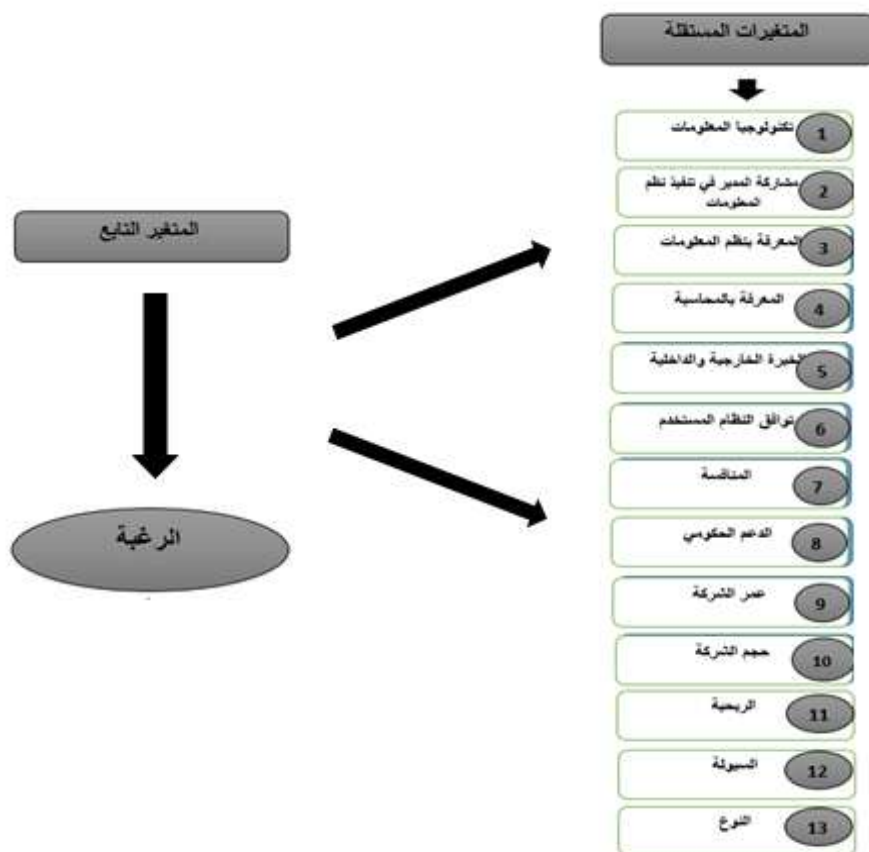 المتغيرات المستقلة
1 تكنولوجيا المعلومات
2 مشاركة المدير في تنفيذ نظم
المعلومات
3 المعرفة بنظم المعلومات
4 المعرفة بالمحاسبة
5 الخبرة الخارجية والداخلية
6 توافق النظام المستخدم
7 المنافسة
8 الدعم الحكومي
9 عمر الشركة
10 حجم الشركة
11 الربحية
12 السيولة
13 النوع
المتغير التابع
الرغبة